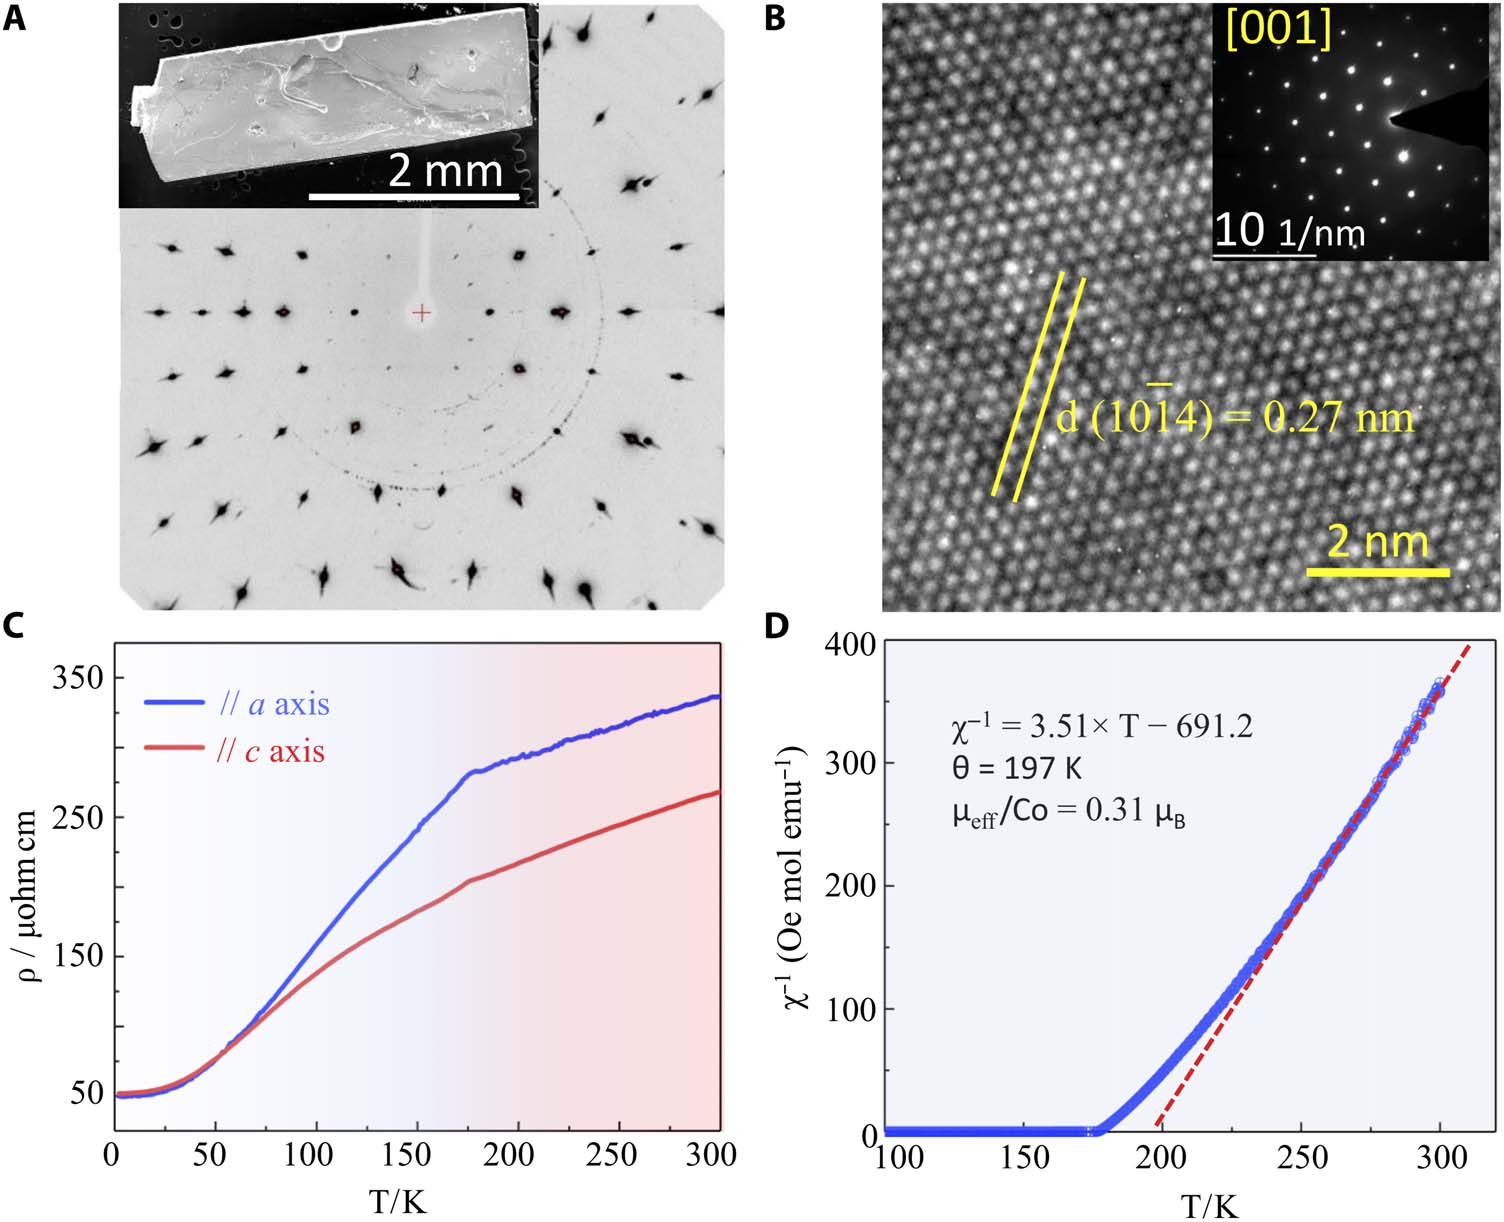 A
2 mm
B
[001]
10 1/nm
d (101̅4) = 0.27 nm
2 nm
C
350
250
150
50
0
50
100
150
200
250
300
ρ / μohm cm
T/K
// a axis
// c axis
D
400
300
200
100
0
100
150
200
250
300
χ⁻¹ (Oe mol emu⁻¹)
T/K
χ⁻¹ = 3.51× T − 691.2
θ = 197 K
μeff/Co = 0.31 μB